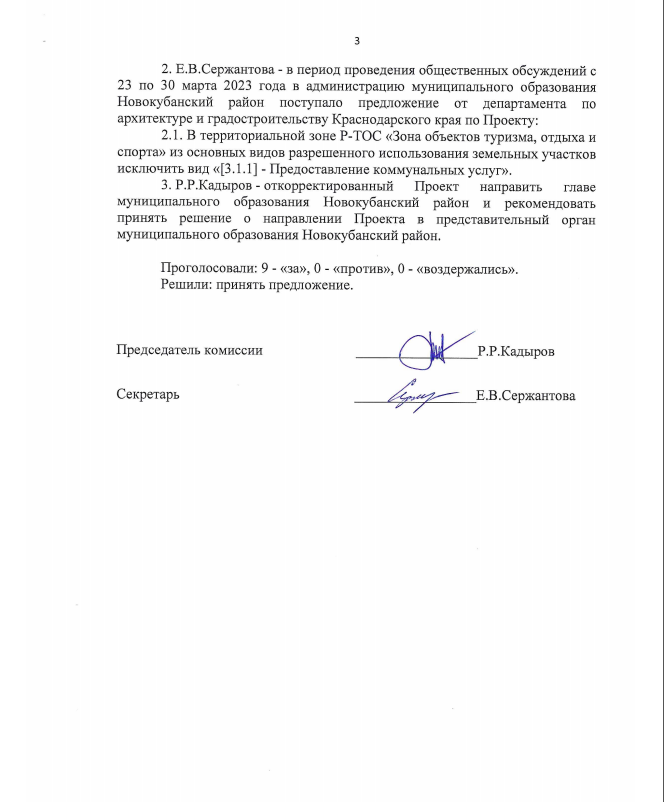 3
2. Е.В.Сержантова - в период проведения общественных обсуждений с
23 по 30 марта 2023 года в администрацию муниципального образования
Новокубанский район поступало предложение от департамента по
архитектуре и градостроительству Краснодарского края по Проекту:
2.1. В территориальной зоне Р-ТОС «Зона объектов туризма, отдыха и
спорта» из основных видов разрешенного использования земельных участков
исключить вид «[3.1.1] - Предоставление коммунальных услуг».
3. Р.Р.Кадыров - откорректированный Проект направить главе
муниципального образования Новокубанский район и рекомендовать
принять решение о направлении Проекта в представительный орган
муниципального образования Новокубанский район.
Проголосовали: 9 - «за», 0 - «против», 0 - «воздержались».
Решили: принять предложение.
Председатель комиссии Р.Р.Кадыров
Секретарь Е.В.Сержантова